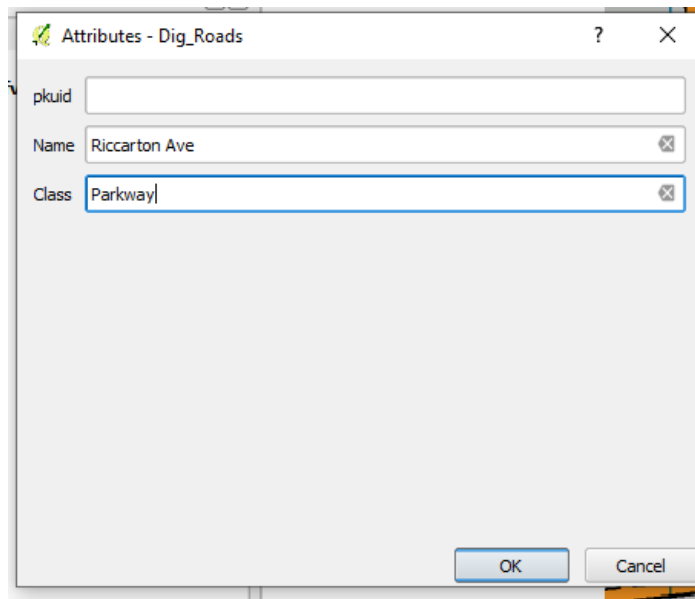 Attributes - Dig_Roads
pkuid
Name Riccarton Ave
Class Parkway
OK Cancel